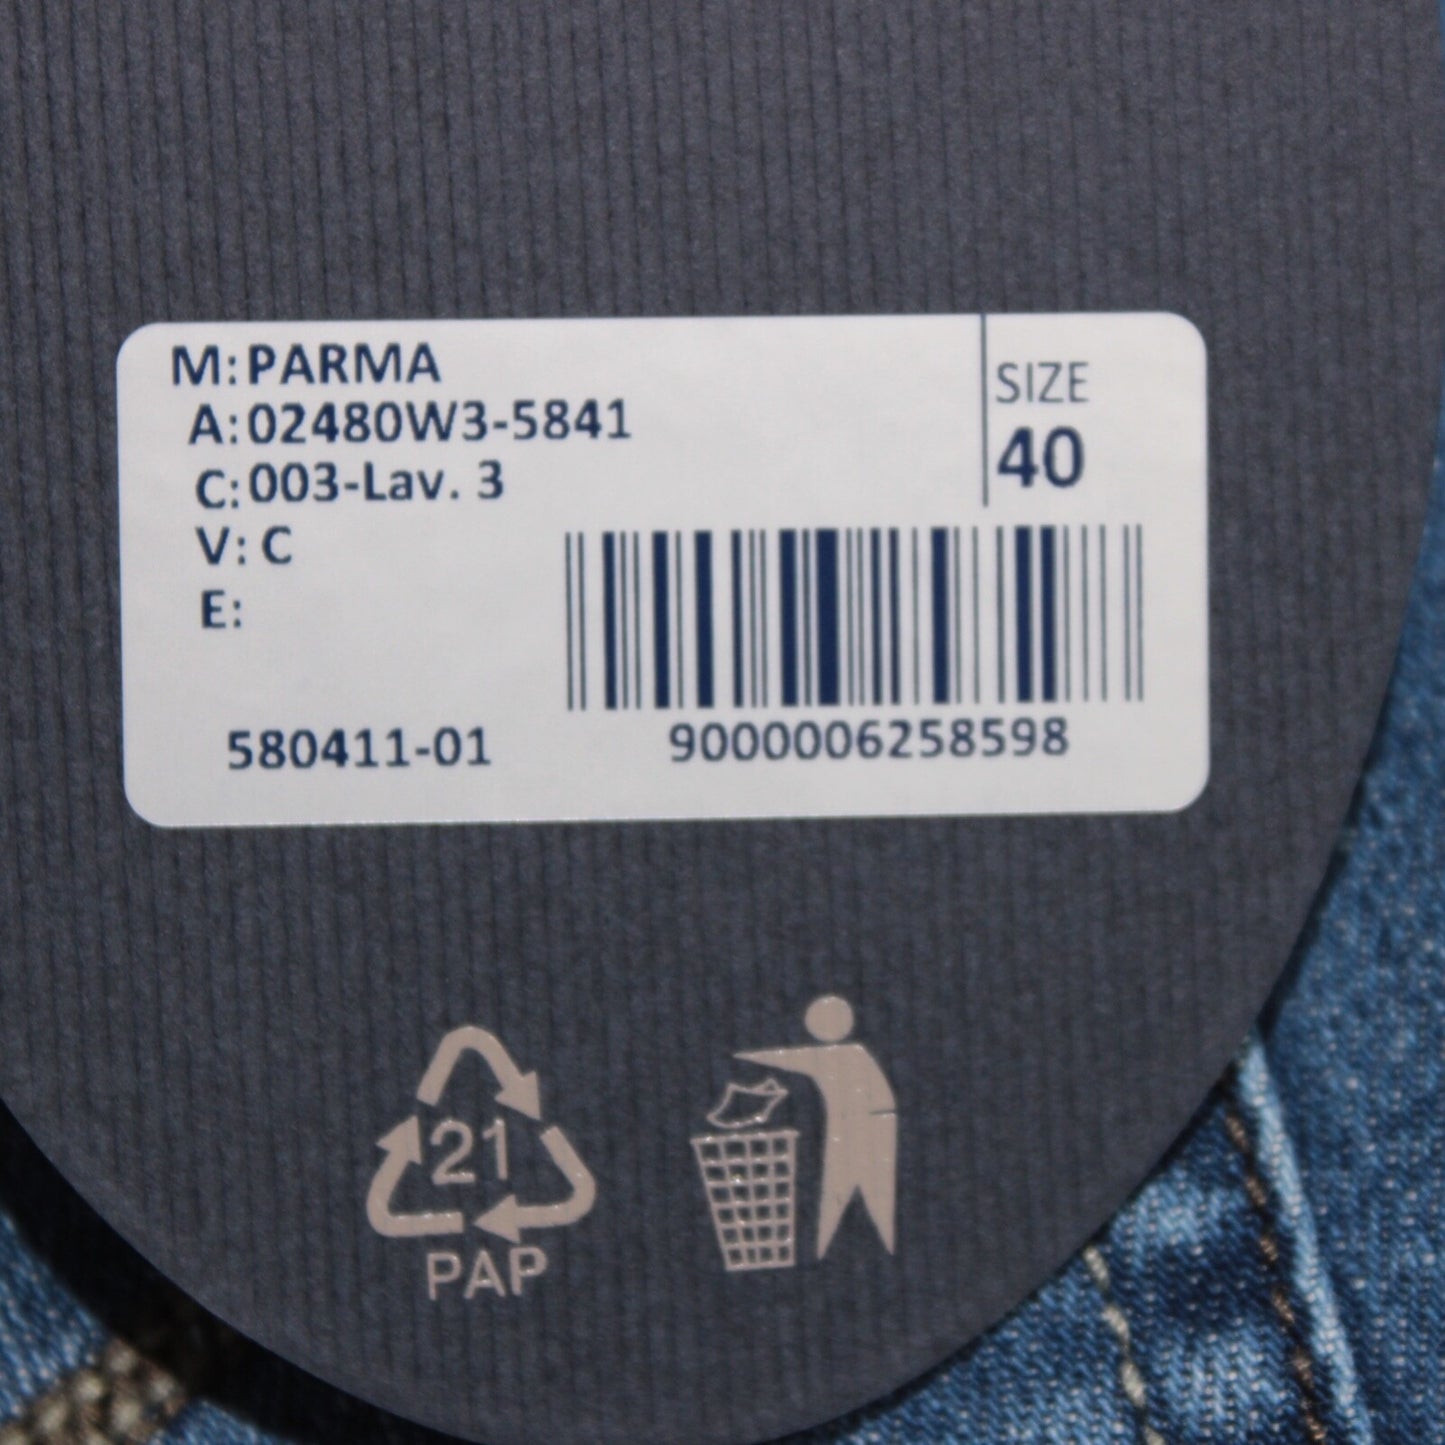 M: PARMA
A: 02480W3-5841
C: 003-Lav. 3
V: C
E:
SIZE
40
580411-01
9000006258598
21
PAP